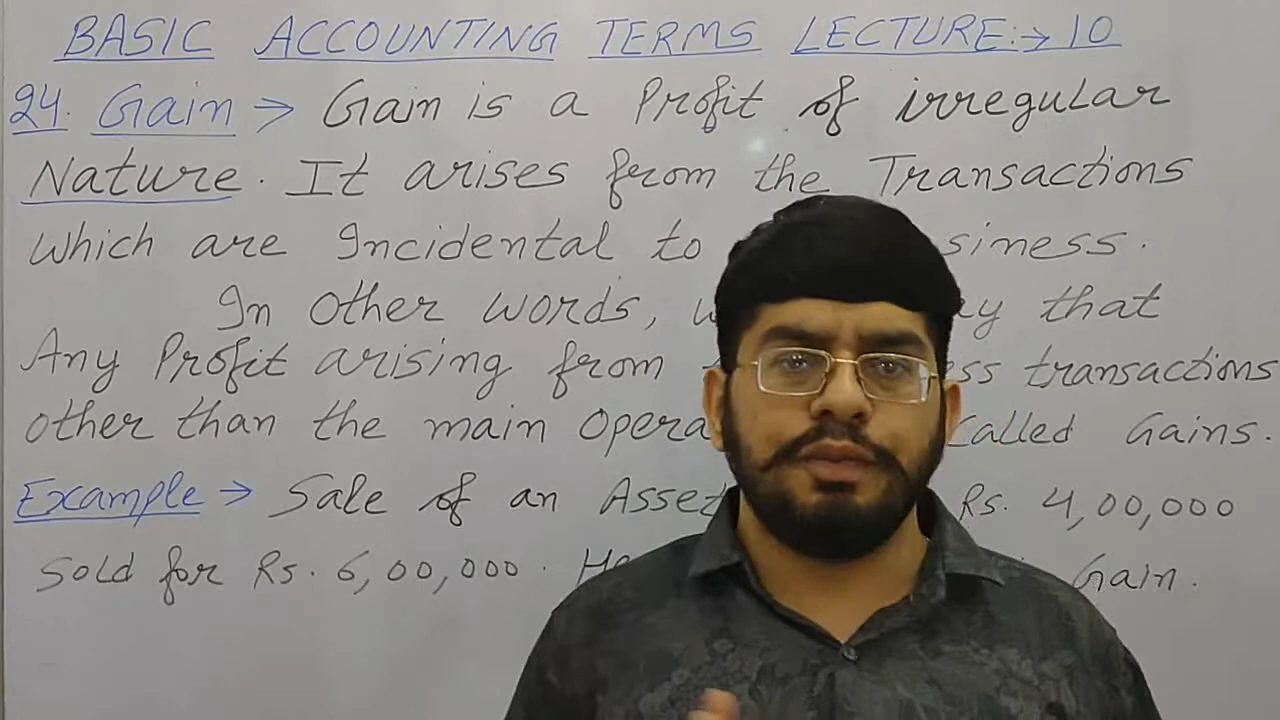 BASIC ACCOUNTING TERMS LECTURE:→ 10
24. Gain → Gain is a Profit of irregular
Nature. It arises from the Transactions
which are Incidental to siness.
In Other words, that
Any Profit arising from transactions
other than the main Opera Called Gains.
Example → Sale of an Asset Rs. 4,00,000
Sold for Rs. 6,00,000. Gain.